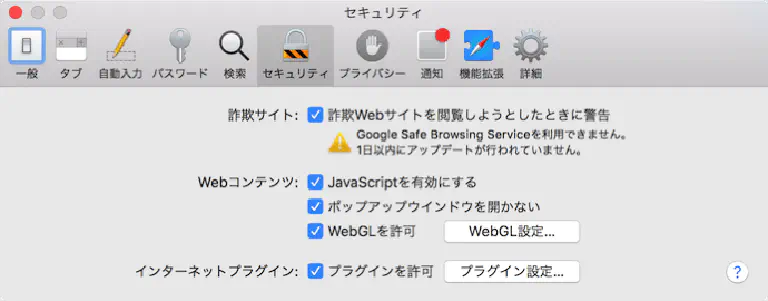 セキュリティ
一般 タブ 自動入力 パスワード 検索 セキュリティ プライバシー 通知 機能拡張 詳細
詐欺サイト: 詐欺Webサイトを閲覧しようとしたときに警告
Google Safe Browsing Serviceを利用できません。
1日以内にアップデートが行われていません。
Webコンテンツ: JavaScriptを有効にする
ポップアップウインドウを開かない
WebGLを許可 WebGL設定...
インターネットプラグイン: プラグインを許可 プラグイン設定...
?